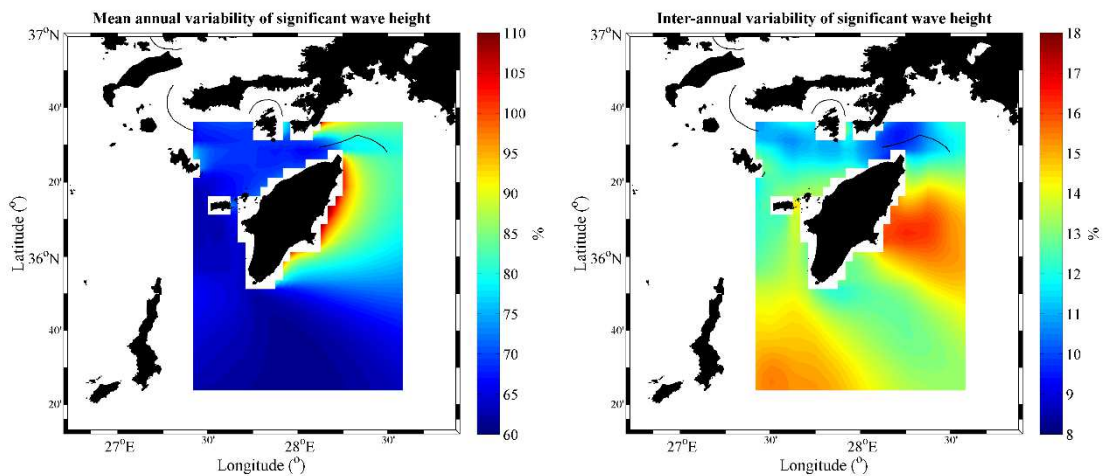 Mean annual variability of significant wave height
37°N
40'
20'
36°N
40'
20'
Latitude (°)
27°E
30'
28°E
30'
Longitude (°)
110
105
100
95
90
85
80
75
70
65
60
%
Inter-annual variability of significant wave height
37°N
40'
20'
36°N
40'
20'
Latitude (°)
27°E
30'
28°E
30'
Longitude (°)
18
17
16
15
14
13
12
11
10
9
8
%